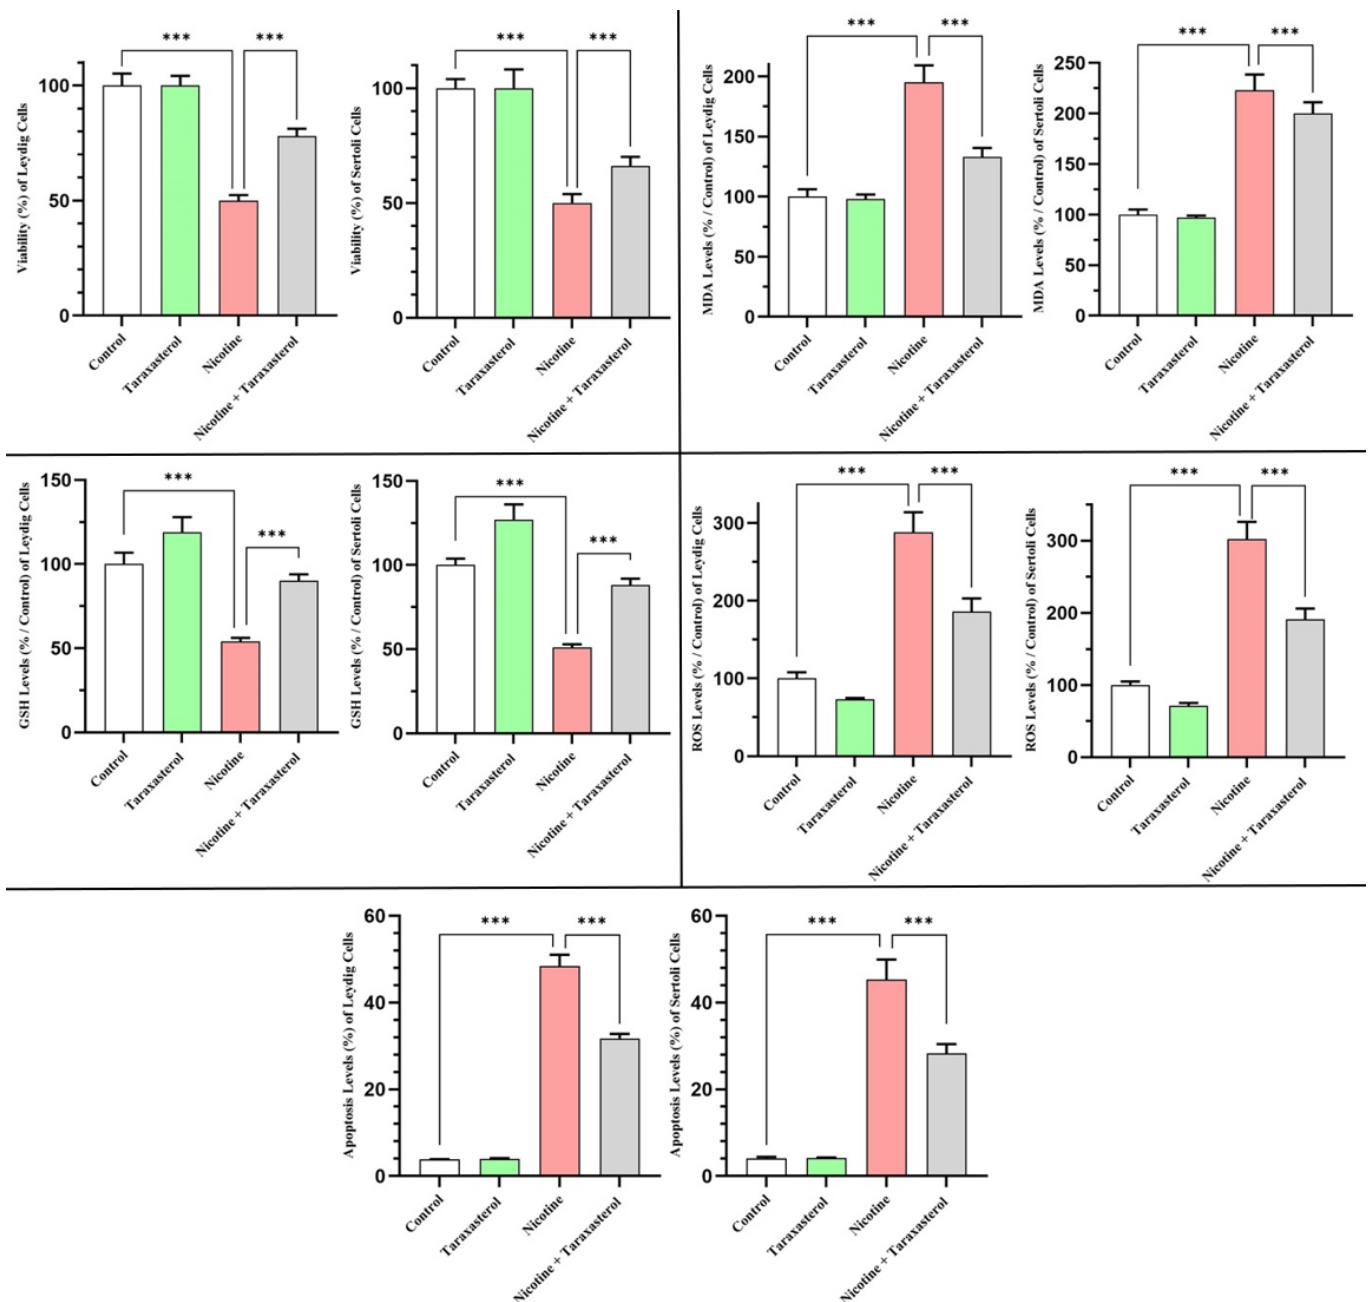 *** ***
Viability (%) of Leydig Cells
100
50
0
Control
Taraxasterol
Nicotine
Nicotine + Taraxasterol
*** ***
Viability (%) of Sertoli Cells
100
50
0
Control
Taraxasterol
Nicotine
Nicotine + Taraxasterol
*** ***
MDA Levels (% / Control) of Leydig Cells
200
150
100
50
0
Control
Taraxasterol
Nicotine
Nicotine + Taraxasterol
*** ***
MDA Levels (% / Control) of Sertoli Cells
250
200
150
100
50
0
Control
Taraxasterol
Nicotine
Nicotine + Taraxasterol
***
***
GSH Levels (% / Control) of Leydig Cells
150
100
50
0
Control
Taraxasterol
Nicotine
Nicotine + Taraxasterol
***
***
GSH Levels (% / Control) of Sertoli Cells
150
100
50
0
Control
Taraxasterol
Nicotine
Nicotine + Taraxasterol
*** ***
ROS Levels (% / Control) of Leydig Cells
300
200
100
0
Control
Taraxasterol
Nicotine
Nicotine + Taraxasterol
*** ***
ROS Levels (% / Control) of Sertoli Cells
300
200
100
0
Control
Taraxasterol
Nicotine
Nicotine + Taraxasterol
*** ***
Apoptosis Levels (%) of Leydig Cells
60
40
20
0
Control
Taraxasterol
Nicotine
Nicotine + Taraxasterol
*** ***
Apoptosis Levels (%) of Sertoli Cells
60
40
20
0
Control
Taraxasterol
Nicotine
Nicotine + Taraxasterol